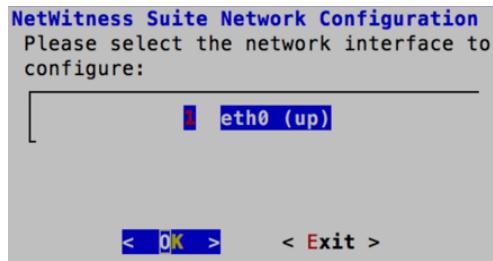 NetWitness Suite Network Configuration
Please select the network interface to
configure:
1 eth0 (up)
< OK > < Exit >